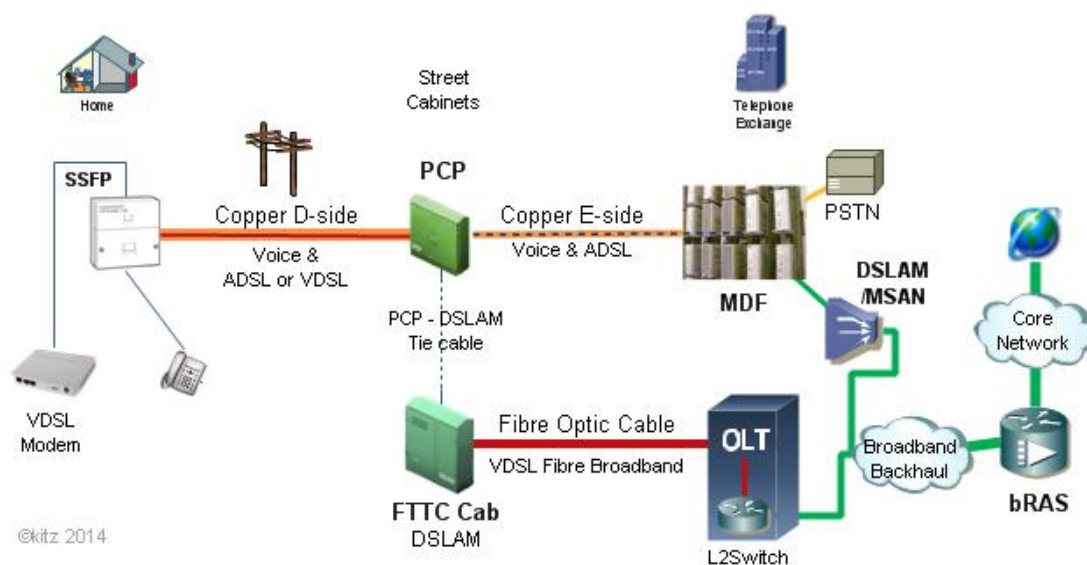 Home
Street
Cabinets
Telephone
Exchange
SSFP
PCP
PSTN
Copper D-side
Voice &
ADSL or VDSL
Copper E-side
Voice & ADSL
MDF
DSLAM
/MSAN
Core
Network
PCP - DSLAM
Tie cable
VDSL
Modem
Fibre Optic Cable
VDSL Fibre Broadband
OLT
Broadband
Backhaul
bRAS
FTTC Cab
DSLAM
L2Switch
©kitz 2014